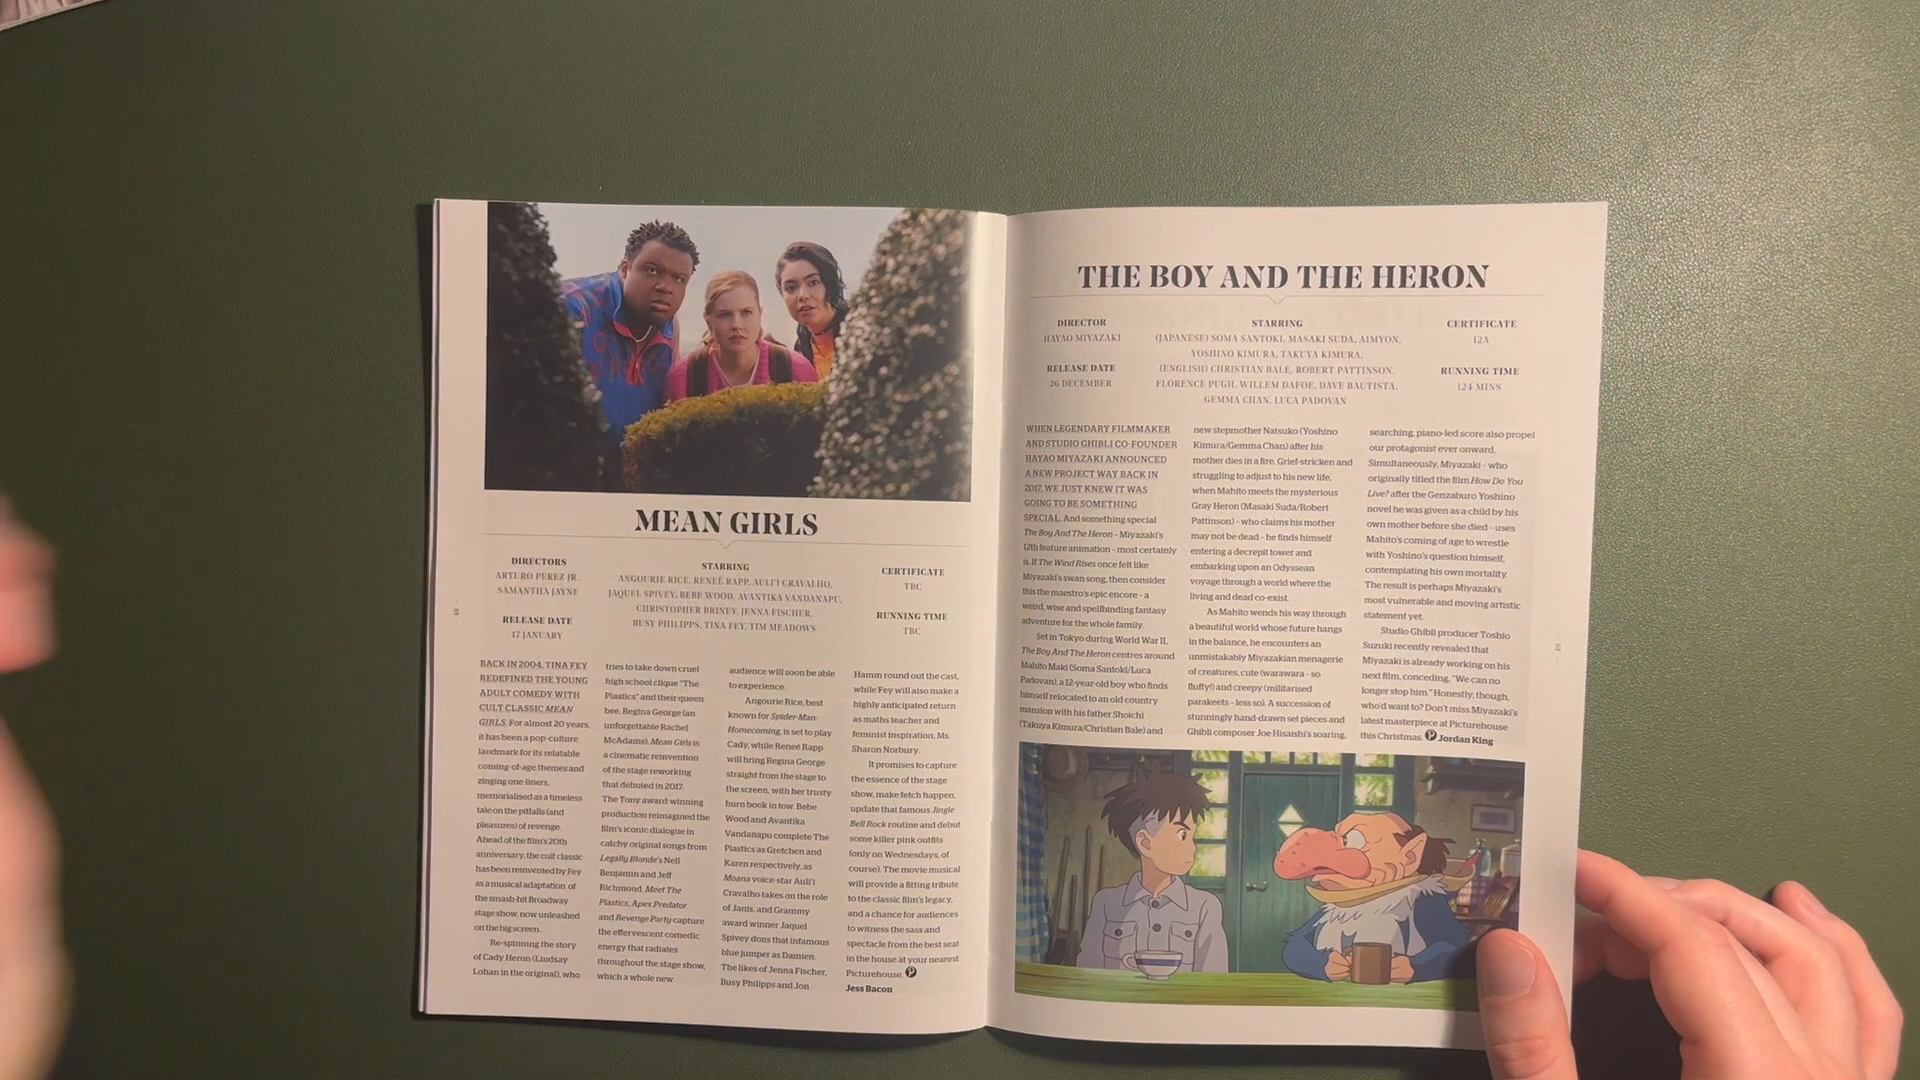 MEAN GIRLS
DIRECTORS
ARTURO PEREZ JR.,
SAMANTHA JAYNE
RELEASE DATE
17 JANUARY
STARRING
ANGOURIE RICE, RENEÉ RAPP, AULI'I CRAVALHO,
JAQUEL SPIVEY, BEBE WOOD, AVANTIKA VANDANAPU,
CHRISTOPHER BRINEY, JENNA FISCHER,
BUSY PHILIPPS, TINA FEY, TIM MEADOWS
CERTIFICATE
TBC
RUNNING TIME
TBC
BACK IN 2004, TINA FEY
REDEFINED THE YOUNG
ADULT COMEDY WITH
CULT CLASSIC MEAN
GIRLS. For almost 20 years,
it has been a pop-culture
landmark for its relatable
coming-of-age themes and
zinging one-liners,
memorialised as a timeless
tale on the pitfalls (and
pleasures) of revenge.
Ahead of the film's 20th
anniversary, the cult classic
has been reinvented by Fey
as a musical adaptation of
the smash-hit Broadway
stage show, now unleashed
on the big screen.
Re-spinning the story
of Cady Heron (Lindsay
Lohan in the original), who
tries to take down cruel
high school clique "The
Plastics" and their queen
bee, Regina George (an
unforgettable Rachel
McAdams), Mean Girls is
a cinematic reinvention
of the stage reworking
that debuted in 2017.
The Tony award-winning
production reimagined the
film's iconic dialogue in
catchy original songs from
Legally Blonde's Nell
Benjamin and Jeff
Richmond. Meet The
Plastics, Apex Predator
and Revenge Party capture
the effervescent comedic
energy that radiates
throughout the stage show,
which a whole new
audience will soon be able
to experience.
Angourie Rice, best
known for Spider-Man:
Homecoming, is set to play
Cady, while Reneé Rapp
will bring Regina George
straight from the stage to
the screen, with her trusty
burn book in tow. Bebe
Wood and Avantika
Vandanapu complete The
Plastics as Gretchen and
Karen respectively, as
Moana voice-star Auli'i
Cravalho takes on the role
of Janis, and Grammy
award winner Jaquel
Spivey dons that infamous
blue jumper as Damien.
The likes of Jenna Fischer,
Busy Philipps and Jon
Hamm round out the cast,
while Fey will also make a
highly anticipated return
as maths teacher and
feminist inspiration, Ms.
Sharon Norbury.
It promises to capture
the essence of the stage
show, make fetch happen,
update that famous Jingle
Bell Rock routine and debut
some killer pink outfits
(only on Wednesdays, of
course). The movie musical
will provide a fitting tribute
to the classic film's legacy,
and a chance for audiences
to witness the sass and
spectacle from the best seat
in the house at your nearest
Picturehouse.
Jess Bacon
THE BOY AND THE HERON
DIRECTOR
HAYAO MIYAZAKI
RELEASE DATE
26 DECEMBER
STARRING
(JAPANESE) SOMA SANTOKI, MASAKI SUDA, AIMYON,
YOSHINO KIMURA, TAKUYA KIMURA,
(ENGLISH) CHRISTIAN BALE, ROBERT PATTINSON,
FLORENCE PUGH, WILLEM DAFOE, DAVE BAUTISTA,
GEMMA CHAN, LUCA PADOVAN
CERTIFICATE
12A
RUNNING TIME
124 MINS
WHEN LEGENDARY FILMMAKER
AND STUDIO GHIBLI CO-FOUNDER
HAYAO MIYAZAKI ANNOUNCED
A NEW PROJECT WAY BACK IN
2017, WE JUST KNEW IT WAS
GOING TO BE SOMETHING
SPECIAL. And something special
The Boy And The Heron – Miyazaki's
12th feature animation – most certainly
is. If The Wind Rises once felt like
Miyazaki's swan song, then consider
this the maestro's epic encore – a
weird, wise and spellbinding fantasy
adventure for the whole family.
Set in Tokyo during World War II,
The Boy And The Heron centres around
Mahito Maki (Soma Santoki/Luca
Padovan), a 12-year-old boy who finds
himself relocated to an old country
mansion with his father Shoichi
(Takuya Kimura/Christian Bale) and
new stepmother Natsuko (Yoshino
Kimura/Gemma Chan) after his
mother dies in a fire. Grief-stricken and
struggling to adjust to his new life,
when Mahito meets the mysterious
Gray Heron (Masaki Suda/Robert
Pattinson) – who claims his mother
may not be dead – he finds himself
entering a decrepit tower and
embarking upon an Odyssean
voyage through a world where the
living and dead co-exist.
As Mahito wends his way through
a beautiful world whose future hangs
in the balance, he encounters an
unmistakably Miyazakian menagerie
of creatures, cute (warawara – so
fluffy!) and creepy (militarised
parakeets – less so). A succession of
stunningly hand-drawn set pieces and
Ghibli composer Joe Hisaishi's soaring,
searching, piano-led score also propel
our protagonist ever onward.
Simultaneously, Miyazaki – who
originally titled the film How Do You
Live? after the Genzaburo Yoshino
novel he was given as a child by his
own mother before she died – uses
Mahito's coming of age to wrestle
with Yoshino's question himself,
contemplating his own mortality.
The result is perhaps Miyazaki's
most vulnerable and moving artistic
statement yet.
Studio Ghibli producer Toshio
Suzuki recently revealed that
Miyazaki is already working on his
next film, conceding, "We can no
longer stop him." Honestly, though,
who'd want to? Don't miss Miyazaki's
latest masterpiece at Picturehouse
this Christmas. Jordan King